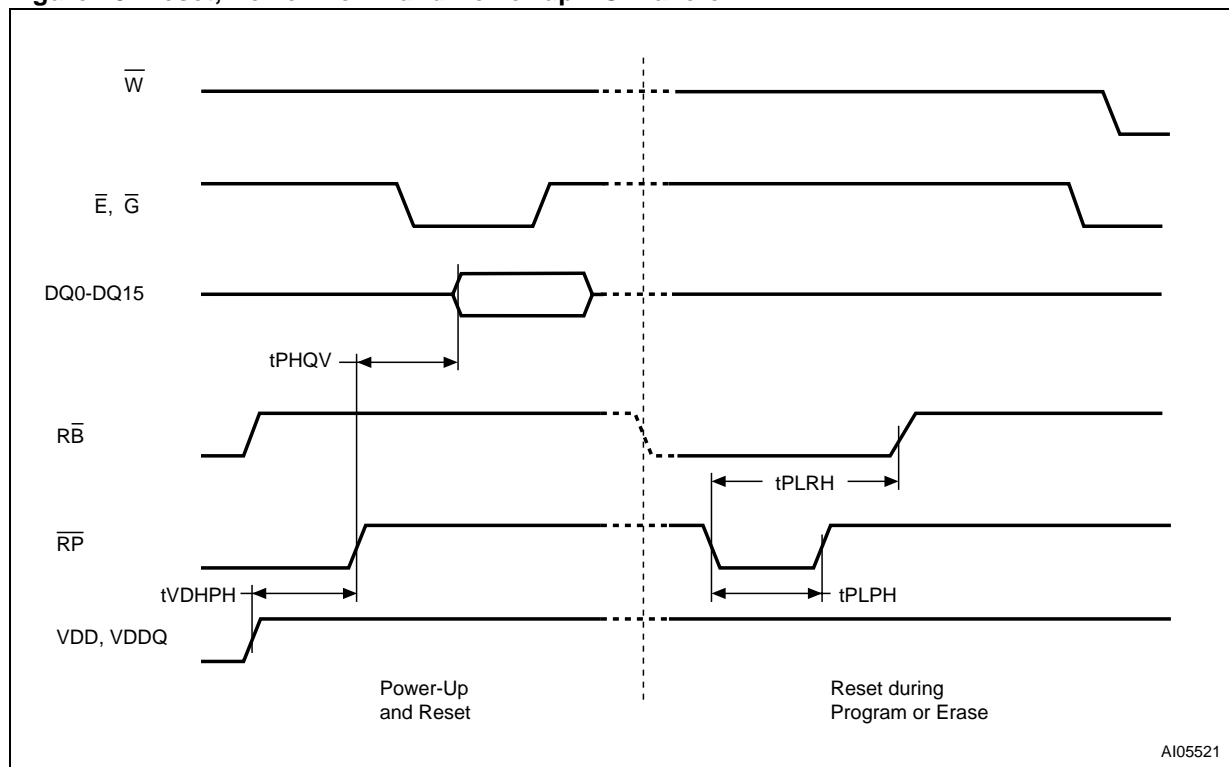 W̅
E̅, G̅
DQ0-DQ15
tPHQV
RB̅
tPLRH
R̅P̅
tVDHPH
tPLPH
VDD, VDDQ
Power-Up
and Reset
Reset during
Program or Erase
AI05521